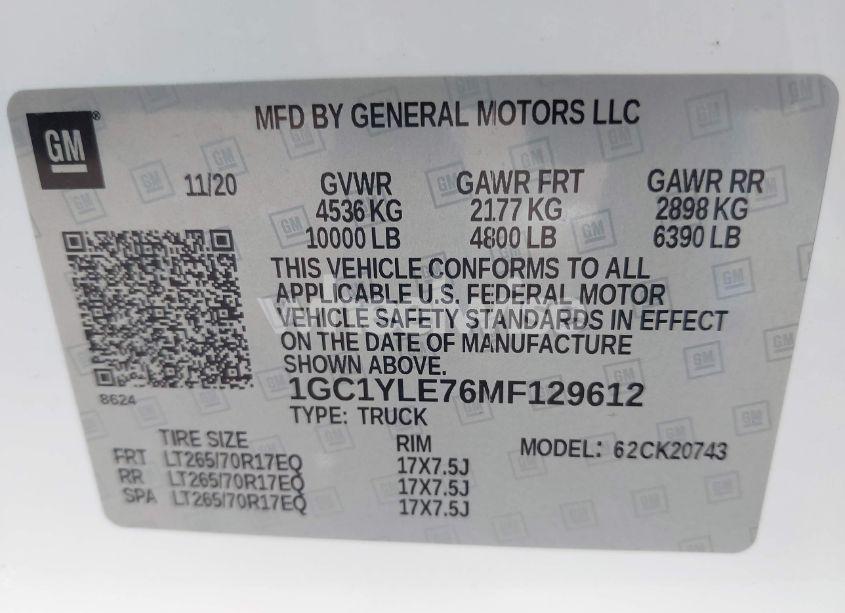 GM
MFD BY GENERAL MOTORS LLC
11/20 GVWR GAWR FRT GAWR RR
4536 KG 2177 KG 2898 KG
10000 LB 4800 LB 6390 LB
THIS VEHICLE CONFORMS TO ALL
APPLICABLE U.S. FEDERAL MOTOR
VEHICLE SAFETY STANDARDS IN EFFECT
ON THE DATE OF MANUFACTURE
SHOWN ABOVE.
8624
1GC1YLE76MF129612
TYPE: TRUCK
TIRE SIZE RIM MODEL: 62CK20743
FRT LT265/70R17EQ 17X7.5J
RR LT265/70R17EQ 17X7.5J
SPA LT265/70R17EQ 17X7.5J